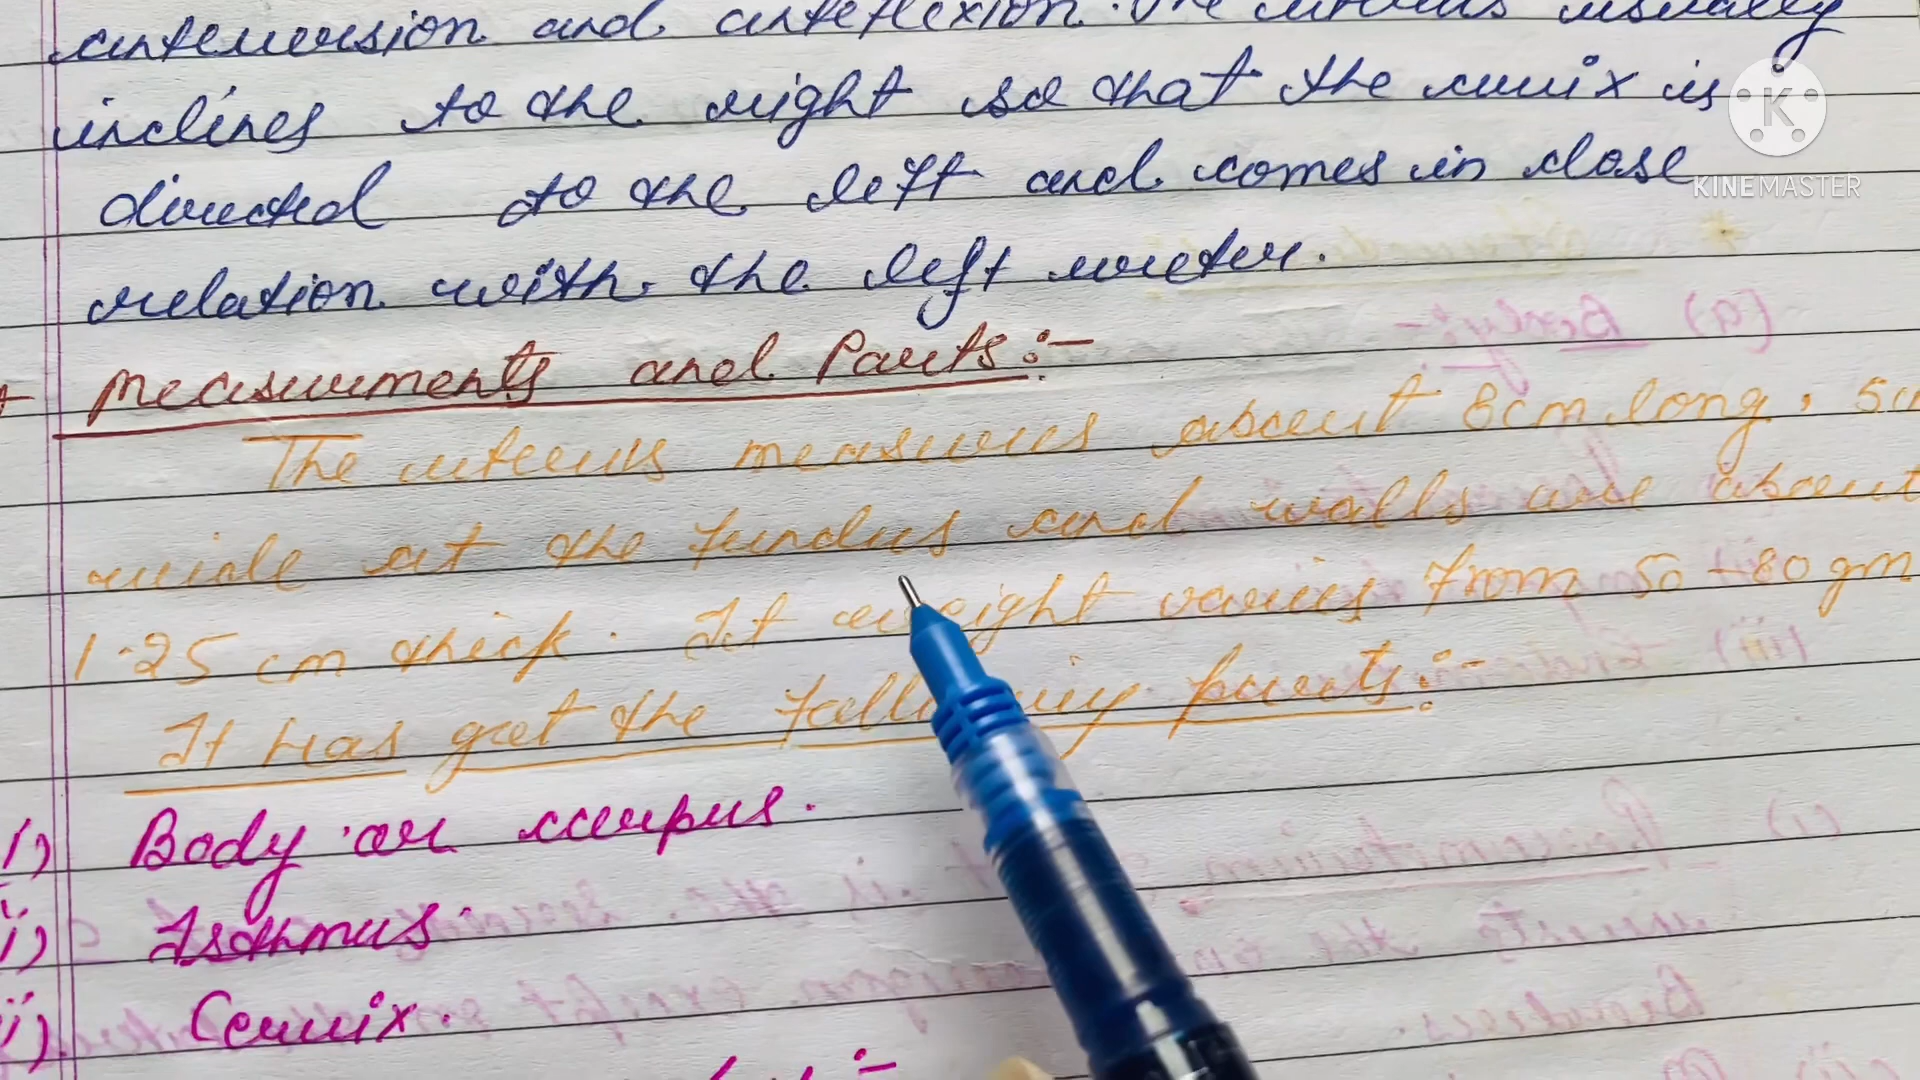 anteversion and anteflexion. The uterus usually
inclines to the right so that the cervix is
directed to the left and comes in close
relation with the left ureter.
Measurments and Parts:-
The uterus measures about 8cm long, 5cm
wide at the fundus and walls are about
1.25 cm thick. It weight varies from 50-80 gm
It has got the following parts:-
i) Body or corpus.
ii) Isthmus.
iii) Cervix.
KINEMASTER